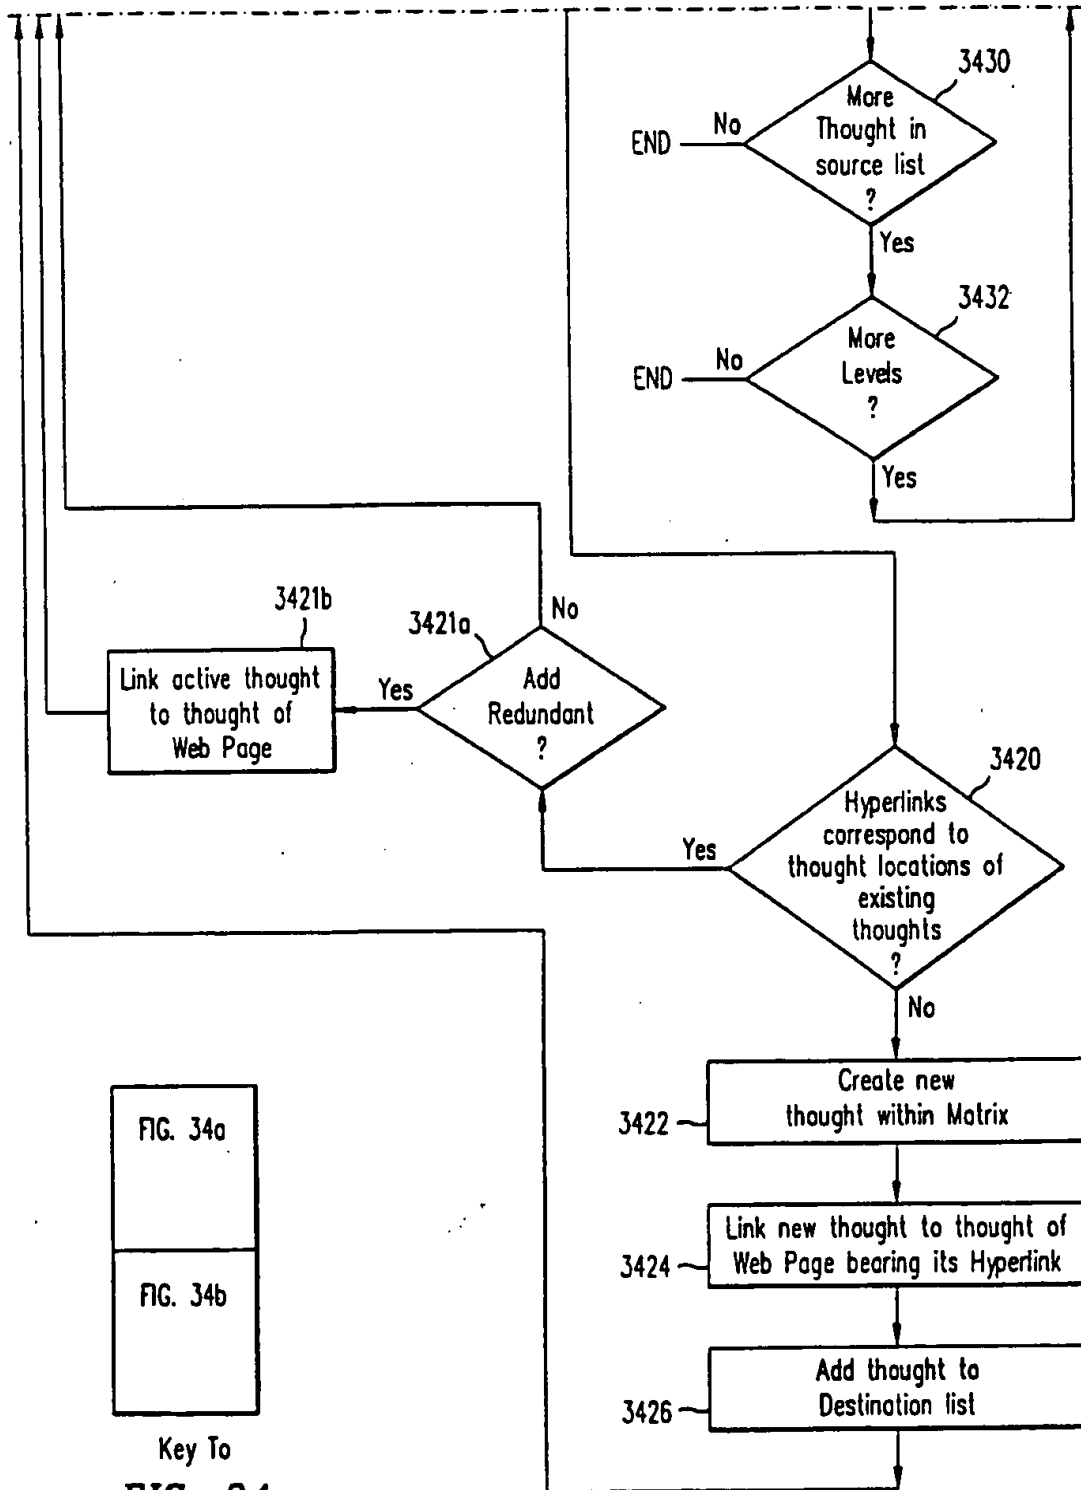 3430
More
Thought in
source list
?
No
END
Yes
3432
More
Levels
?
No
END
Yes
3421b
Link active thought
to thought of
Web Page
3421a
No
Yes
Add
Redundant
?
3420
Hyperlinks
correspond to
thought locations of
existing
thoughts
?
Yes
No
Create new
thought within Matrix
3422
Link new thought to thought of
Web Page bearing its Hyperlink
3424
Add thought to
Destination list
3426
FIG. 34a
FIG. 34b
Key To
FIG. 34